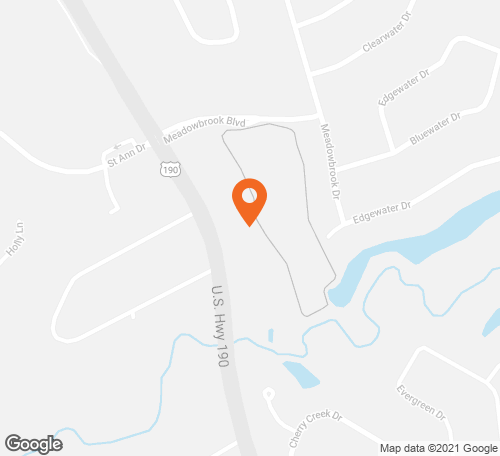 Clearwater Dr
Edgewater Dr
Bluewater Dr
Meadowbrook Blvd
St Ann Dr
190
Meadowbrook Dr
Edgewater Dr
Holly Ln
U.S. Hwy 190
Evergreen Dr
Cherry Creek Dr
Google
Map data ©2021 Google